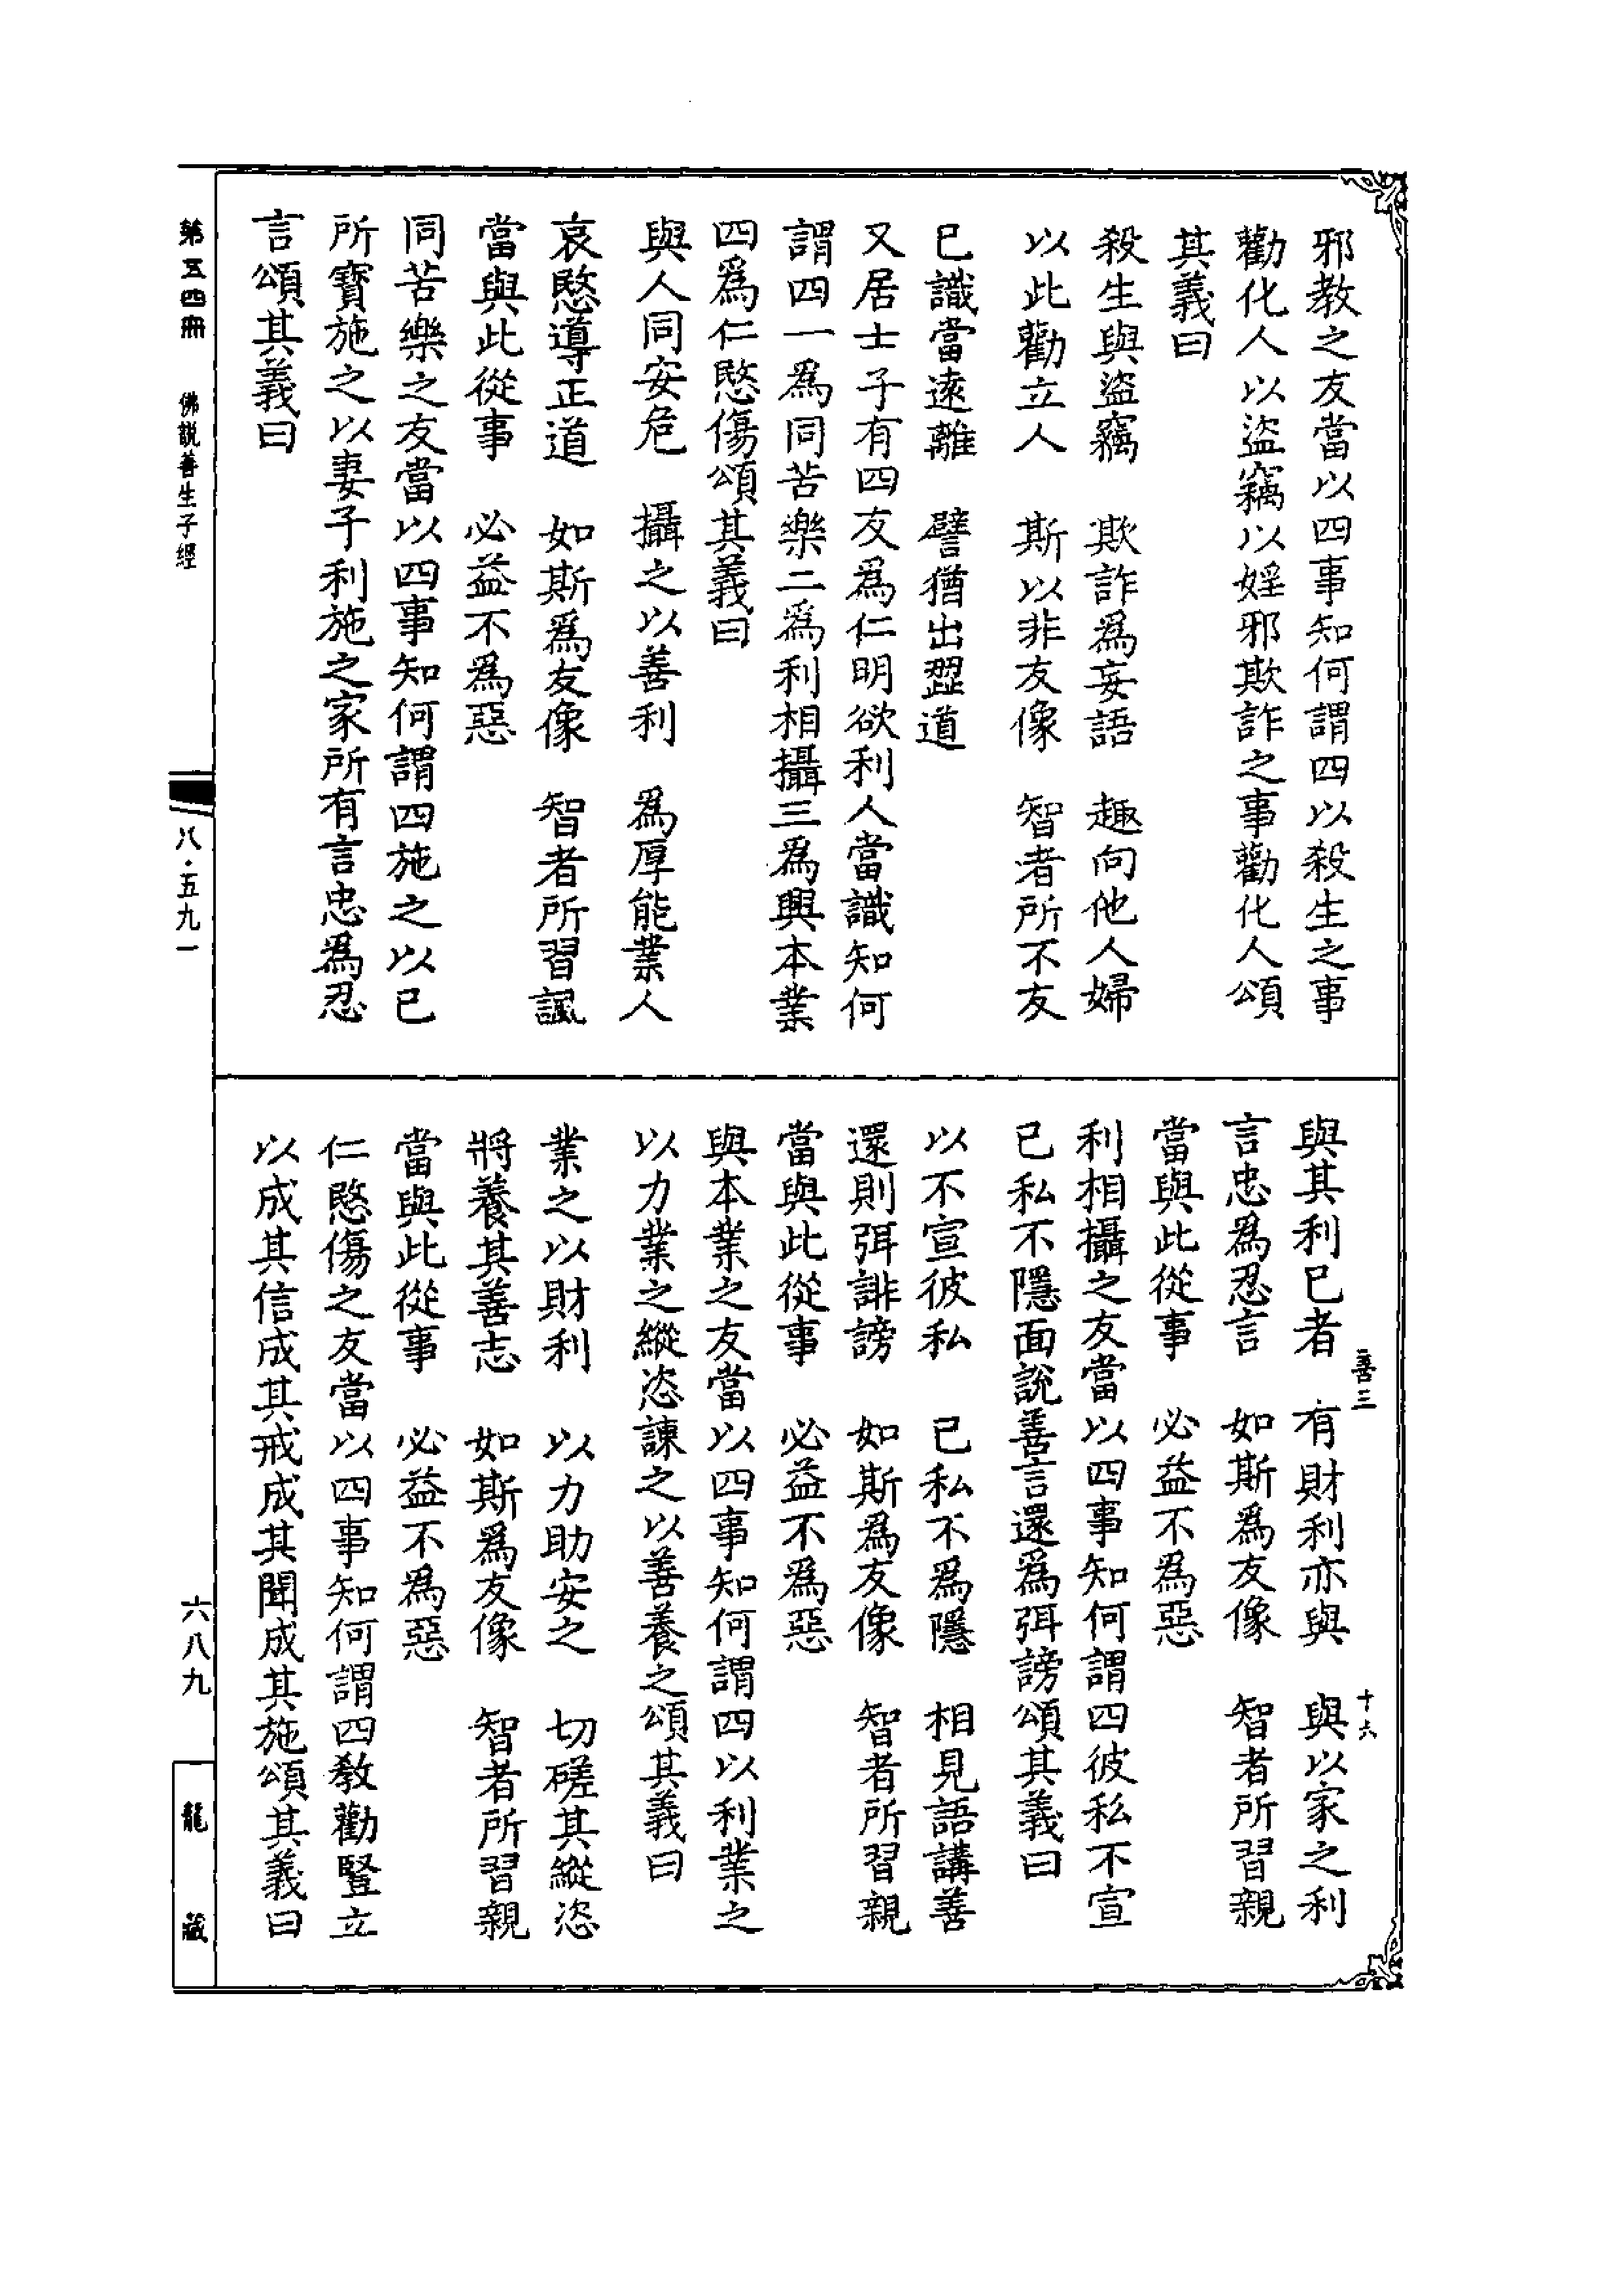 邪教之友當以四事知何謂四以殺生之事
勸化人以盜竊以婬邪欺詐之事勸化人頌
其義曰
殺生與盜竊　欺詐為妄語　趣向他人婦
以此勸立人　斯以非友像　智者所不友
已識當遠離　譬猶出澀道
又居士子有四友為仁明欲利人當識知何
謂四一為同苦樂二為利相攝三為與本業
四為仁愍傷頌其義曰
與人同安危　攝之以善利　為厚能業人
哀愍導正道　如斯為友像　智者所習諷
當與此從事　必益不為惡
同苦樂之友當以四事知何謂四施之以己
所寶施之以妻子利施之家所有言忠為忍
言頌其義曰
與其利己者　有財利亦與　與以家之利
言忠為忍言　如斯為友像　智者所習親
當與此從事　必益不為惡
利相攝之友當以四事知何謂四彼私不宣
己私不隱面說善言還為弭謗頌其義曰
以不宣彼私　己私不為隱　相見語講善
還則弭誹謗　如斯為友像　智者所習親
當與此從事　必益不為惡
與本業之友當以四事知何謂四以利業之
以力業之縱恣諫之以善養之頌其義曰
業之以財利　以力助安之　切磋其縱恣
將養其善志　如斯為友像　智者所習親
當與此從事　必益不為惡
仁愍傷之友當以四事知何謂四教勸豎立
以成其信成其戒成其聞成其施頌其義曰
善三
十六
第五四冊　佛說善生子經
八·五九一
六八九
龍藏